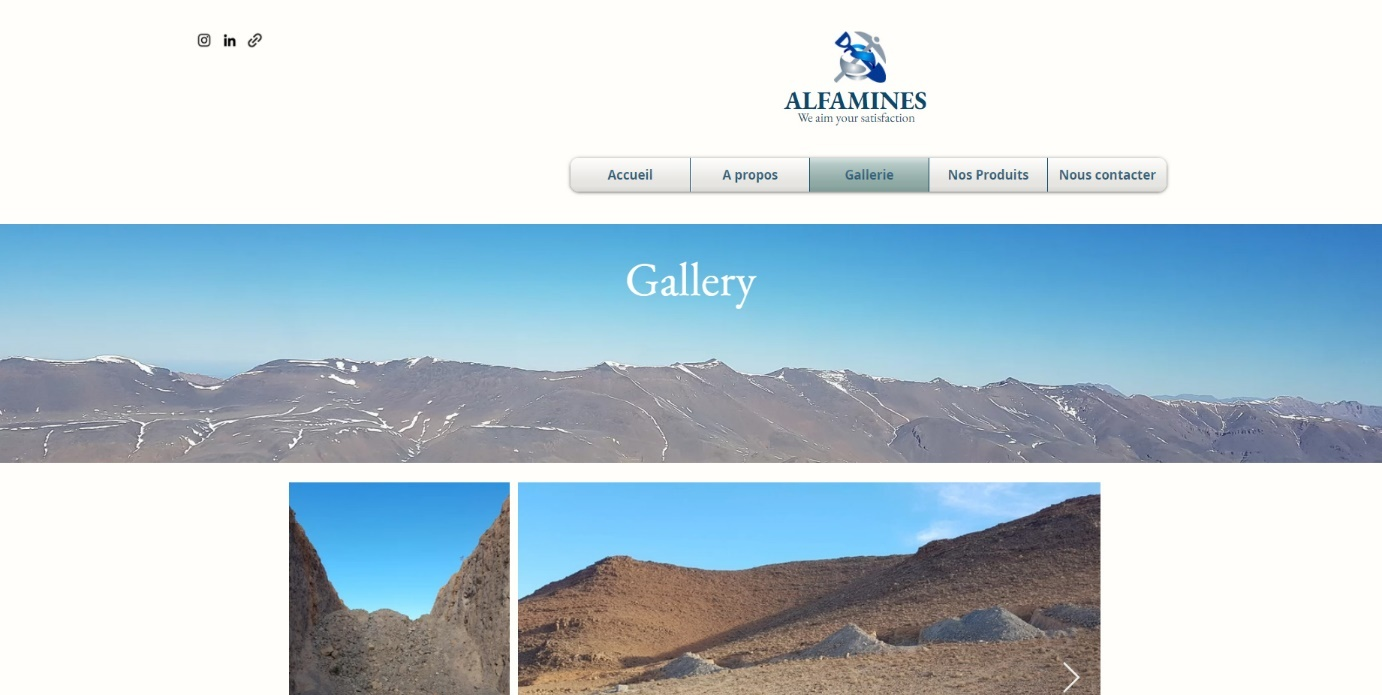 ALFAMINES
We aim your satisfaction
Accueil
A propos
Gallerie
Nos Produits
Nous contacter
Gallery